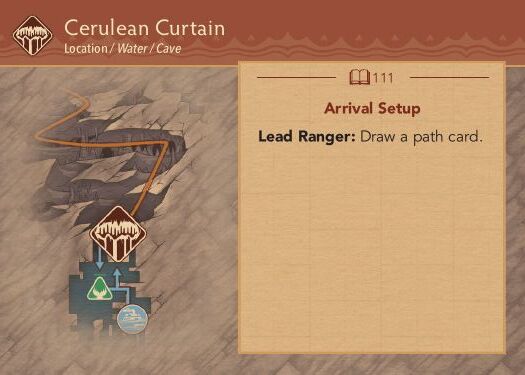 Cerulean Curtain
Location / Water / Cave
111
Arrival Setup
Lead Ranger: Draw a path card.